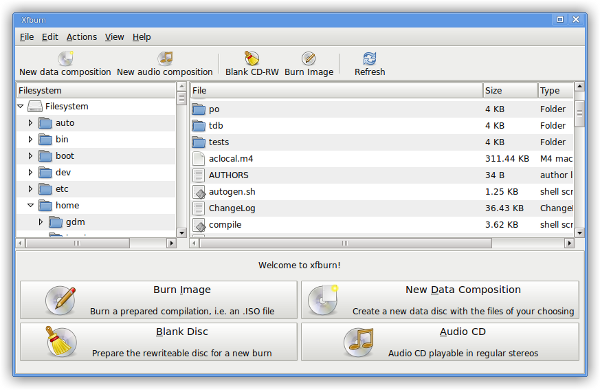 Xfburn
File Edit Actions View Help
New data composition New audio composition Blank CD-RW Burn Image Refresh
Filesystem File Size Type
Filesystem
auto
bin
boot
dev
etc
home
gdm
po 4 KB Folder
tdb 4 KB Folder
tests 4 KB Folder
aclocal.m4 311.44 KB M4 mac
AUTHORS 34 B author l
autogen.sh 1.25 KB shell scr
ChangeLog 36.43 KB Change
compile 3.62 KB shell scr
Welcome to xfburn!
Burn Image
Burn a prepared compilation, i.e. an .ISO file
New Data Composition
Create a new data disc with the files of your choosing
Blank Disc
Prepare the rewriteable disc for a new burn
Audio CD
Audio CD playable in regular stereos